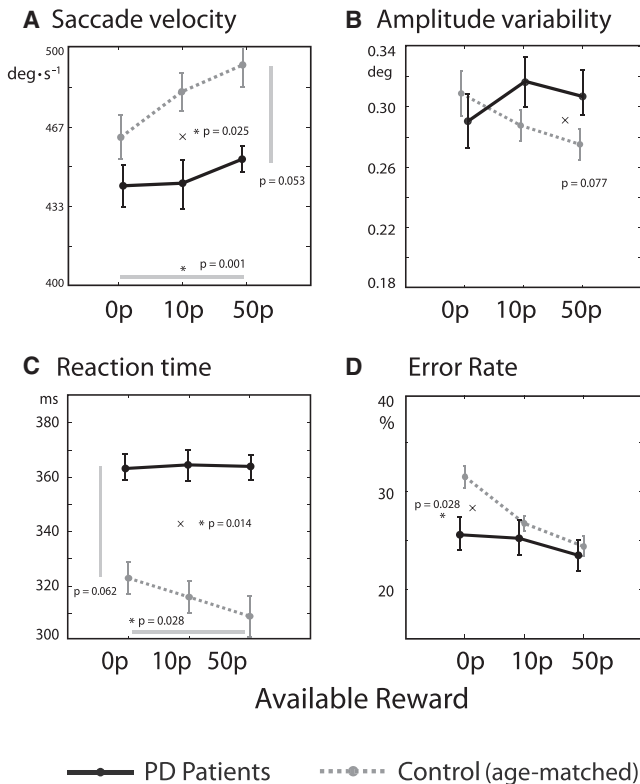 A Saccade velocity
500
deg·s⁻¹
467
433
400
* p = 0.025
×
p = 0.053
* p = 0.001
0p 10p 50p
B Amplitude variability
0.34
deg
0.30
0.26
0.22
0.18
×
p = 0.077
0p 10p 50p
C Reaction time
ms
380
360
340
320
300
× * p = 0.014
p = 0.062
* p = 0.028
0p 10p 50p
D Error Rate
40
%
30
20
p = 0.028
* ×
0p 10p 50p
Available Reward
PD Patients Control (age-matched)